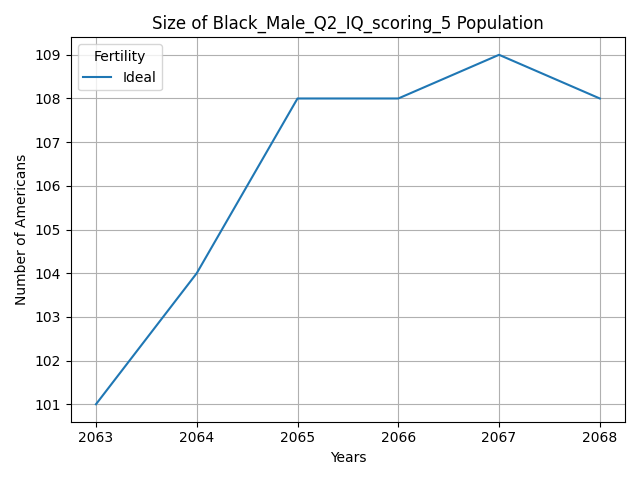 Size of Black_Male_Q2_IQ_scoring_5 Population
Fertility
Ideal
109
108
107
106
105
104
103
102
101
Number of Americans
2063 2064 2065 2066 2067 2068
Years